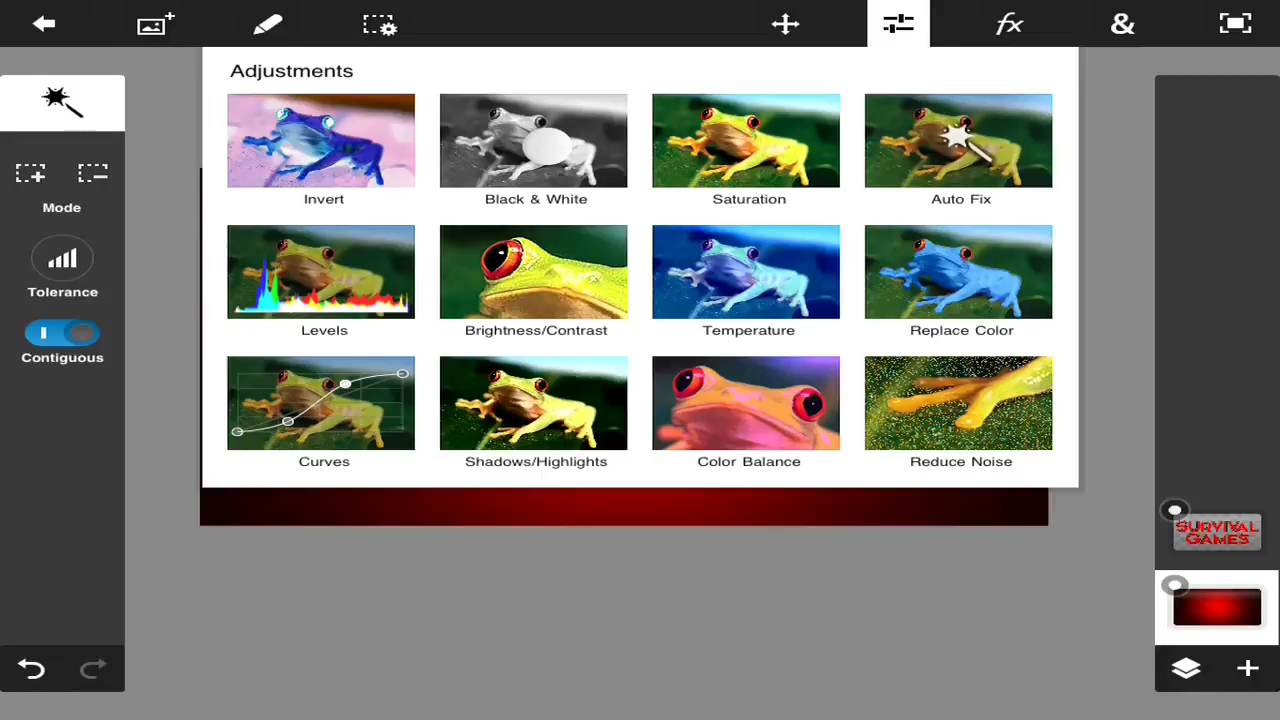 Adjustments
Invert
Black & White
Saturation
Auto Fix
Mode
Tolerance
Contiguous
Levels
Brightness/Contrast
Temperature
Replace Color
Curves
Shadows/Highlights
Color Balance
Reduce Noise
SURVIVAL
GAMES